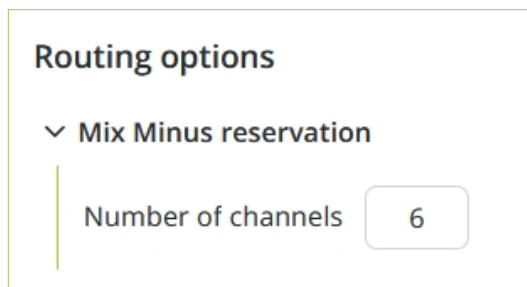 Routing options
Mix Minus reservation
Number of channels 6